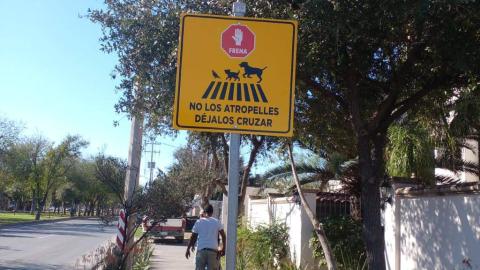 FRENA
NO LOS ATROPELLES
DÉJALOS CRUZAR